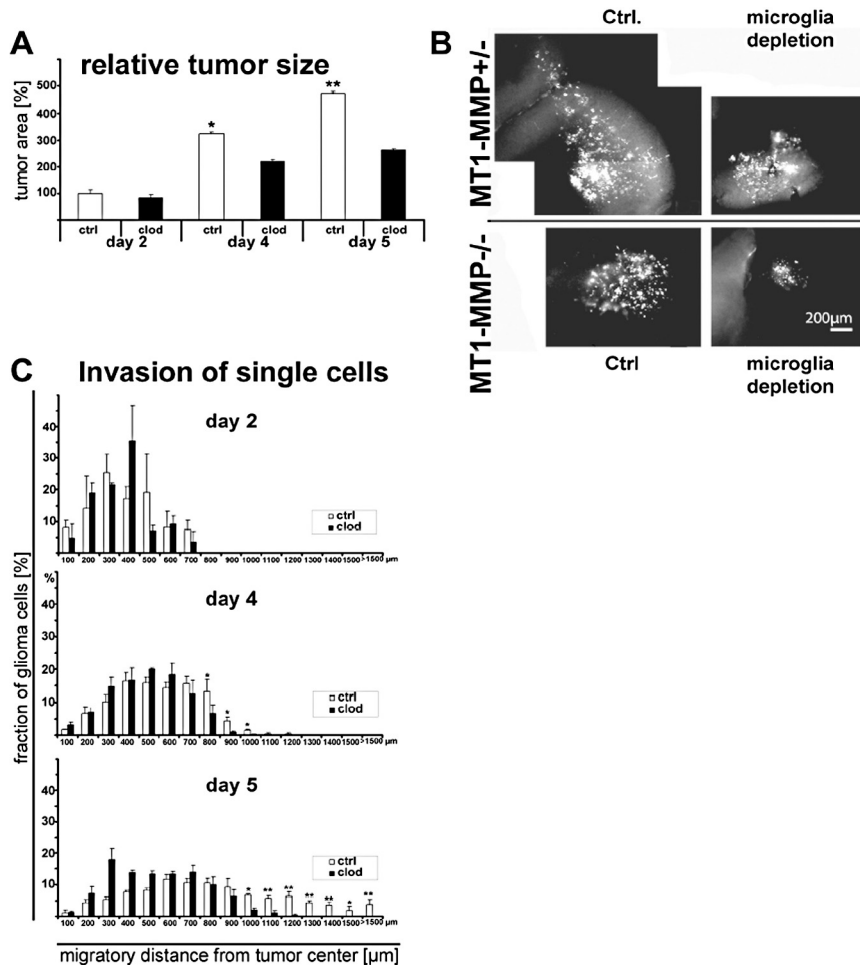 A
relative tumor size
tumor area [%]
500
400
300
200
100
*
**
ctrl clod ctrl clod ctrl clod
day 2 day 4 day 5
B
Ctrl. microglia
depletion
MT1-MMP+/-
MT1-MMP-/-
200µm
Ctrl microglia
depletion
C
Invasion of single cells
fraction of glioma cells [%]
day 2
40
30
20
10
ctrl
clod
100 200 300 400 500 600 700 800 900 1000 1100 1200 1300 1400 1500 >1500 µm
%
day 4
40
30
20
10
* * *
ctrl
clod
100 200 300 400 500 600 700 800 900 1000 1100 1200 1300 1400 1500 >1500 µm
day 5
40
30
20
10
ctrl
clod
* ** ** ** ** * **
100 200 300 400 500 600 700 800 900 1000 1100 1200 1300 1400 1500 >1500 µm
migratory distance from tumor center [µm]